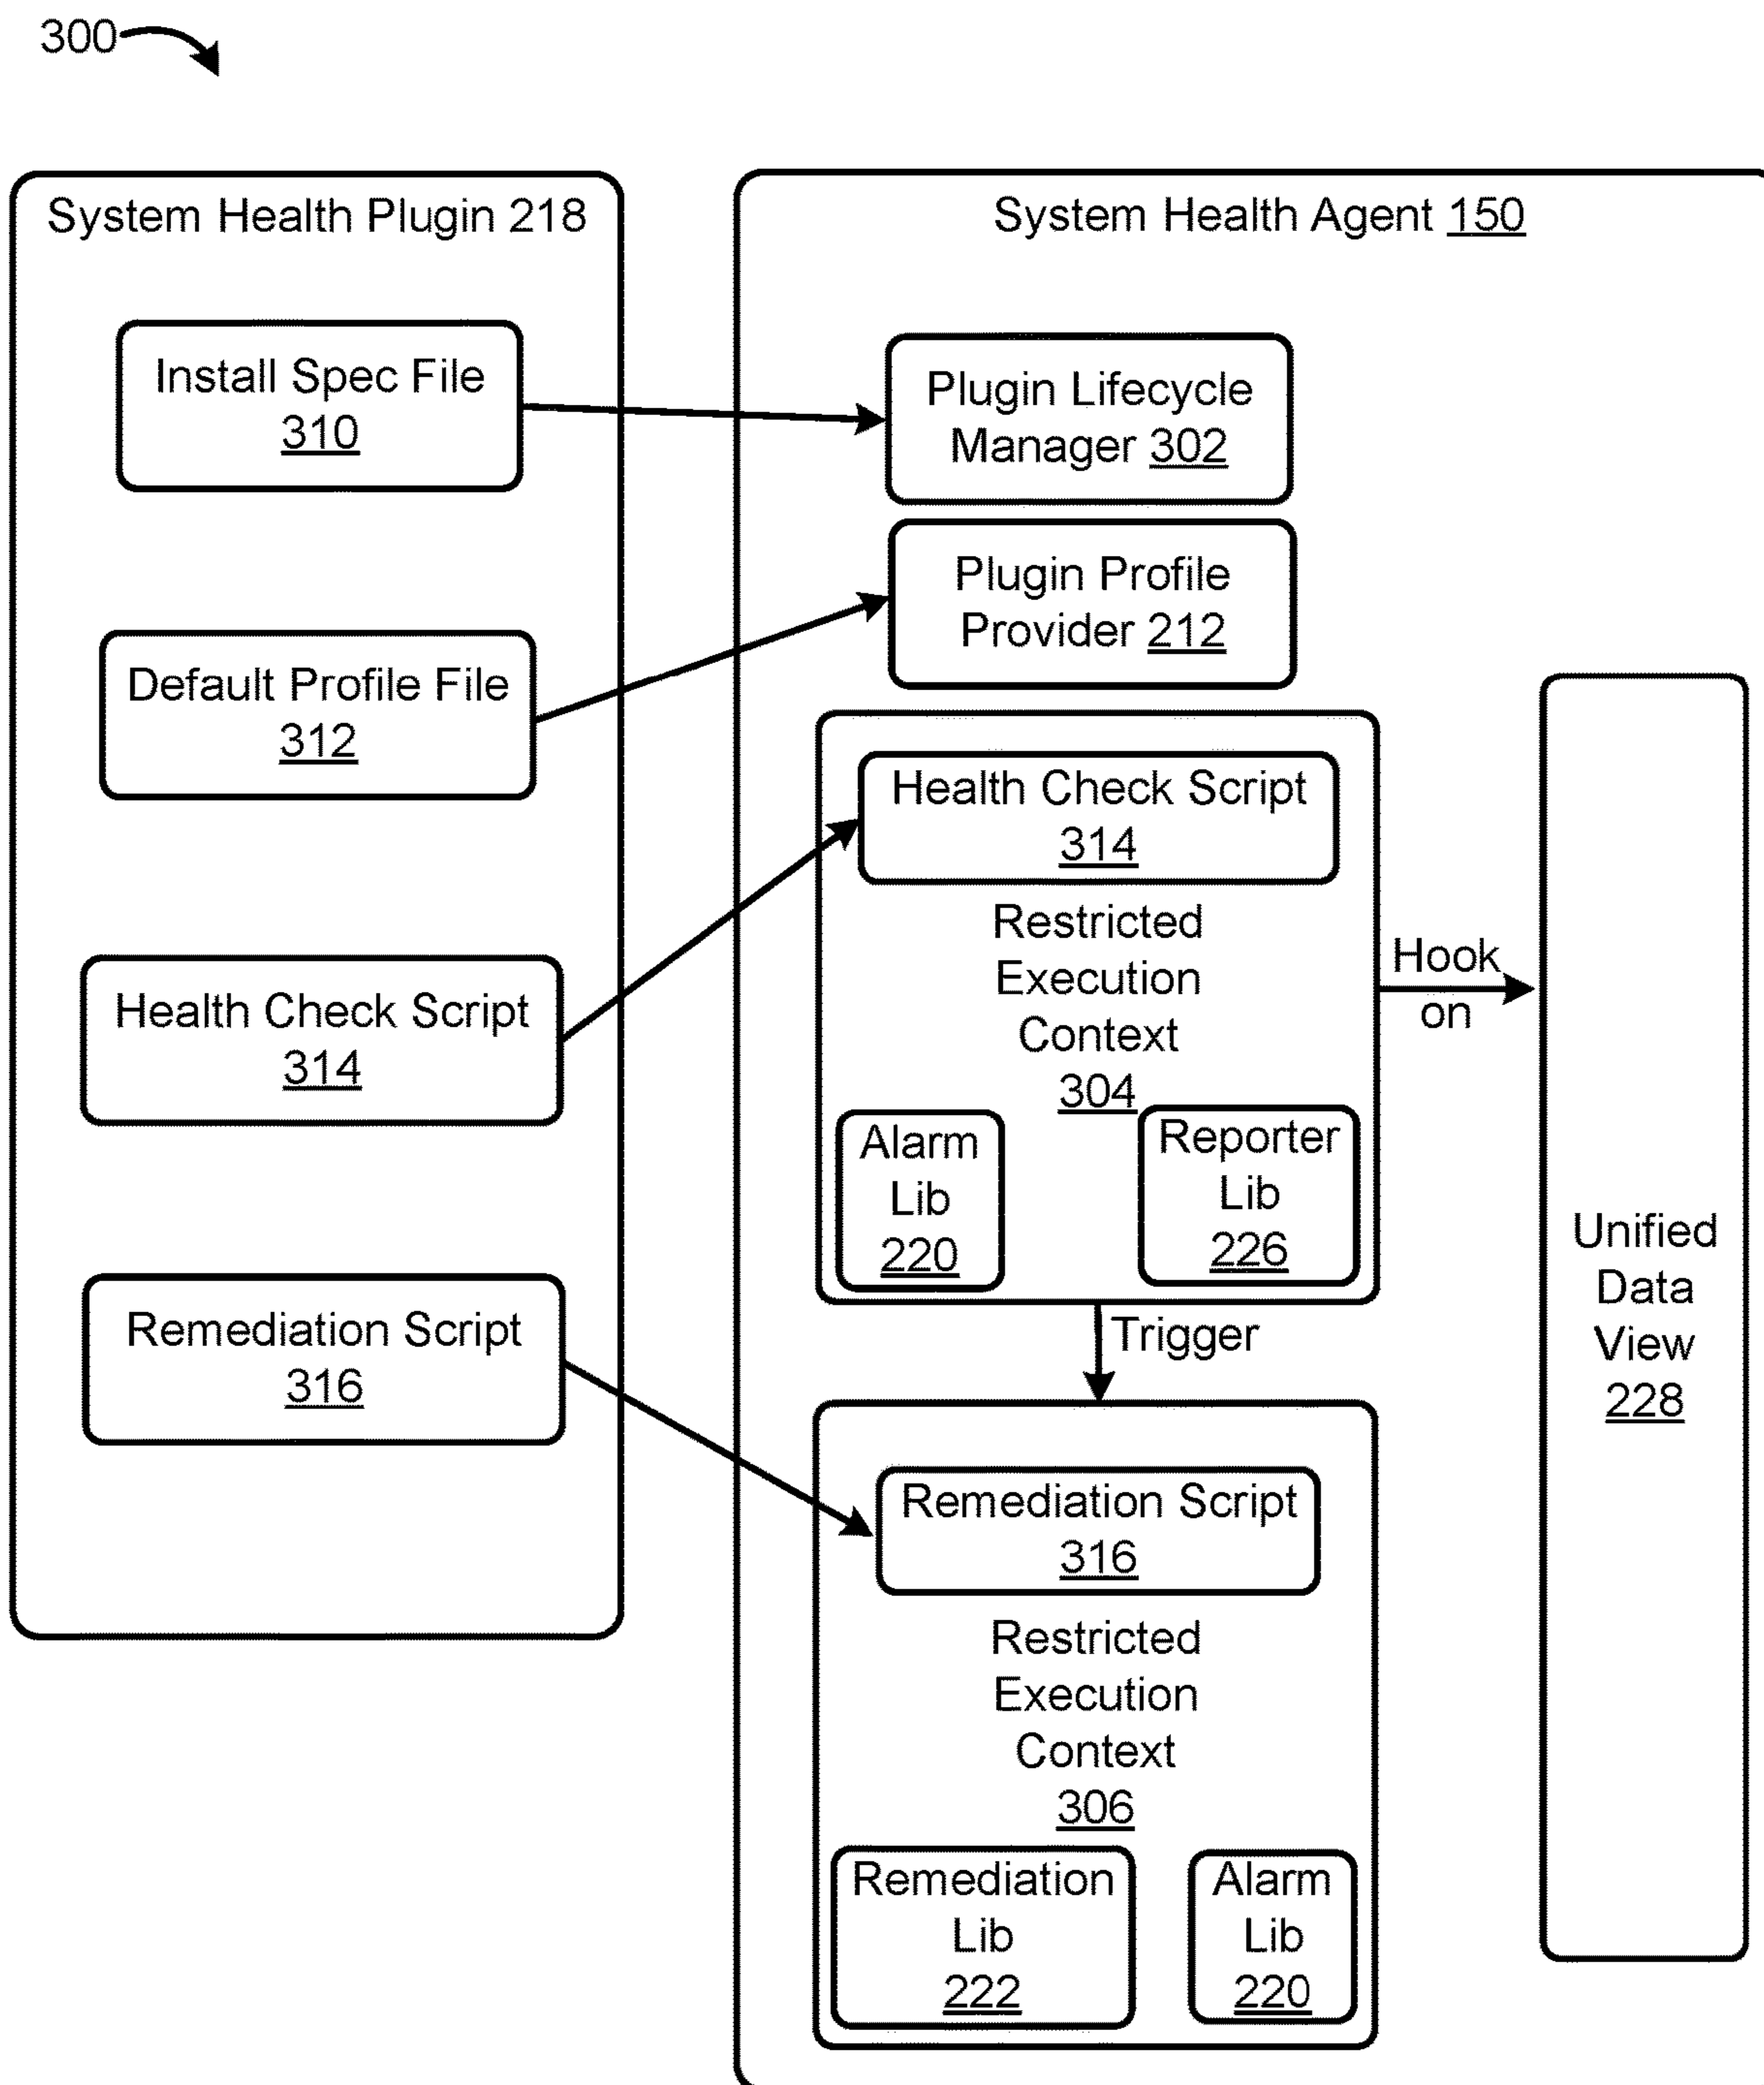 300
System Health Plugin 218
Install Spec File
310
Default Profile File
312
Health Check Script
314
Remediation Script
316
System Health Agent 150
Plugin Lifecycle
Manager 302
Plugin Profile
Provider 212
Health Check Script
314
Restricted
Execution
Context
304
Alarm
Lib
220
Reporter
Lib
226
Hook
on
Trigger
Remediation Script
316
Restricted
Execution
Context
306
Remediation
Lib
222
Alarm
Lib
220
Unified
Data
View
228